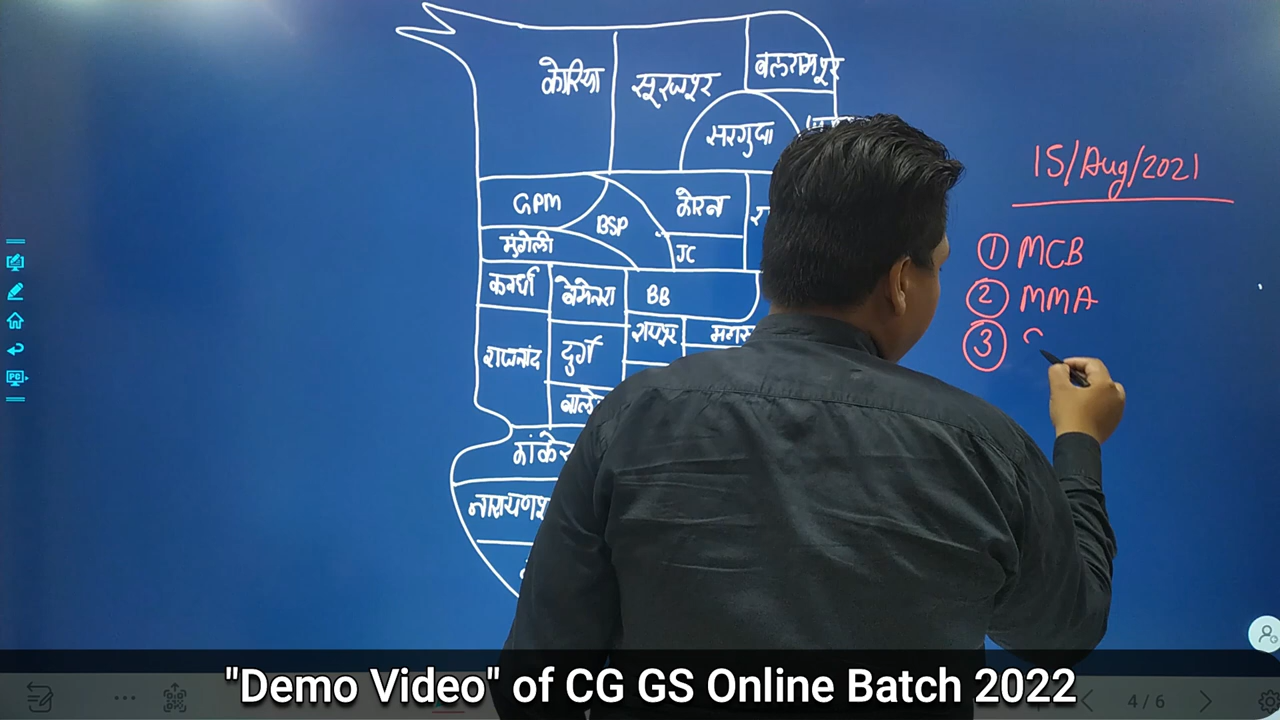 कोरिया सूरजपुर बलरामपुर
सरगुजा
GPM BSP कोरबा
मुंगेली JC
कवर्धा बेमेतरा BB
राजनांद दुर्ग रायपुर
कांके
नारायणपु
15/Aug/2021
① MCB
② MMA
③
"Demo Video" of CG GS Online Batch 2022
4/6